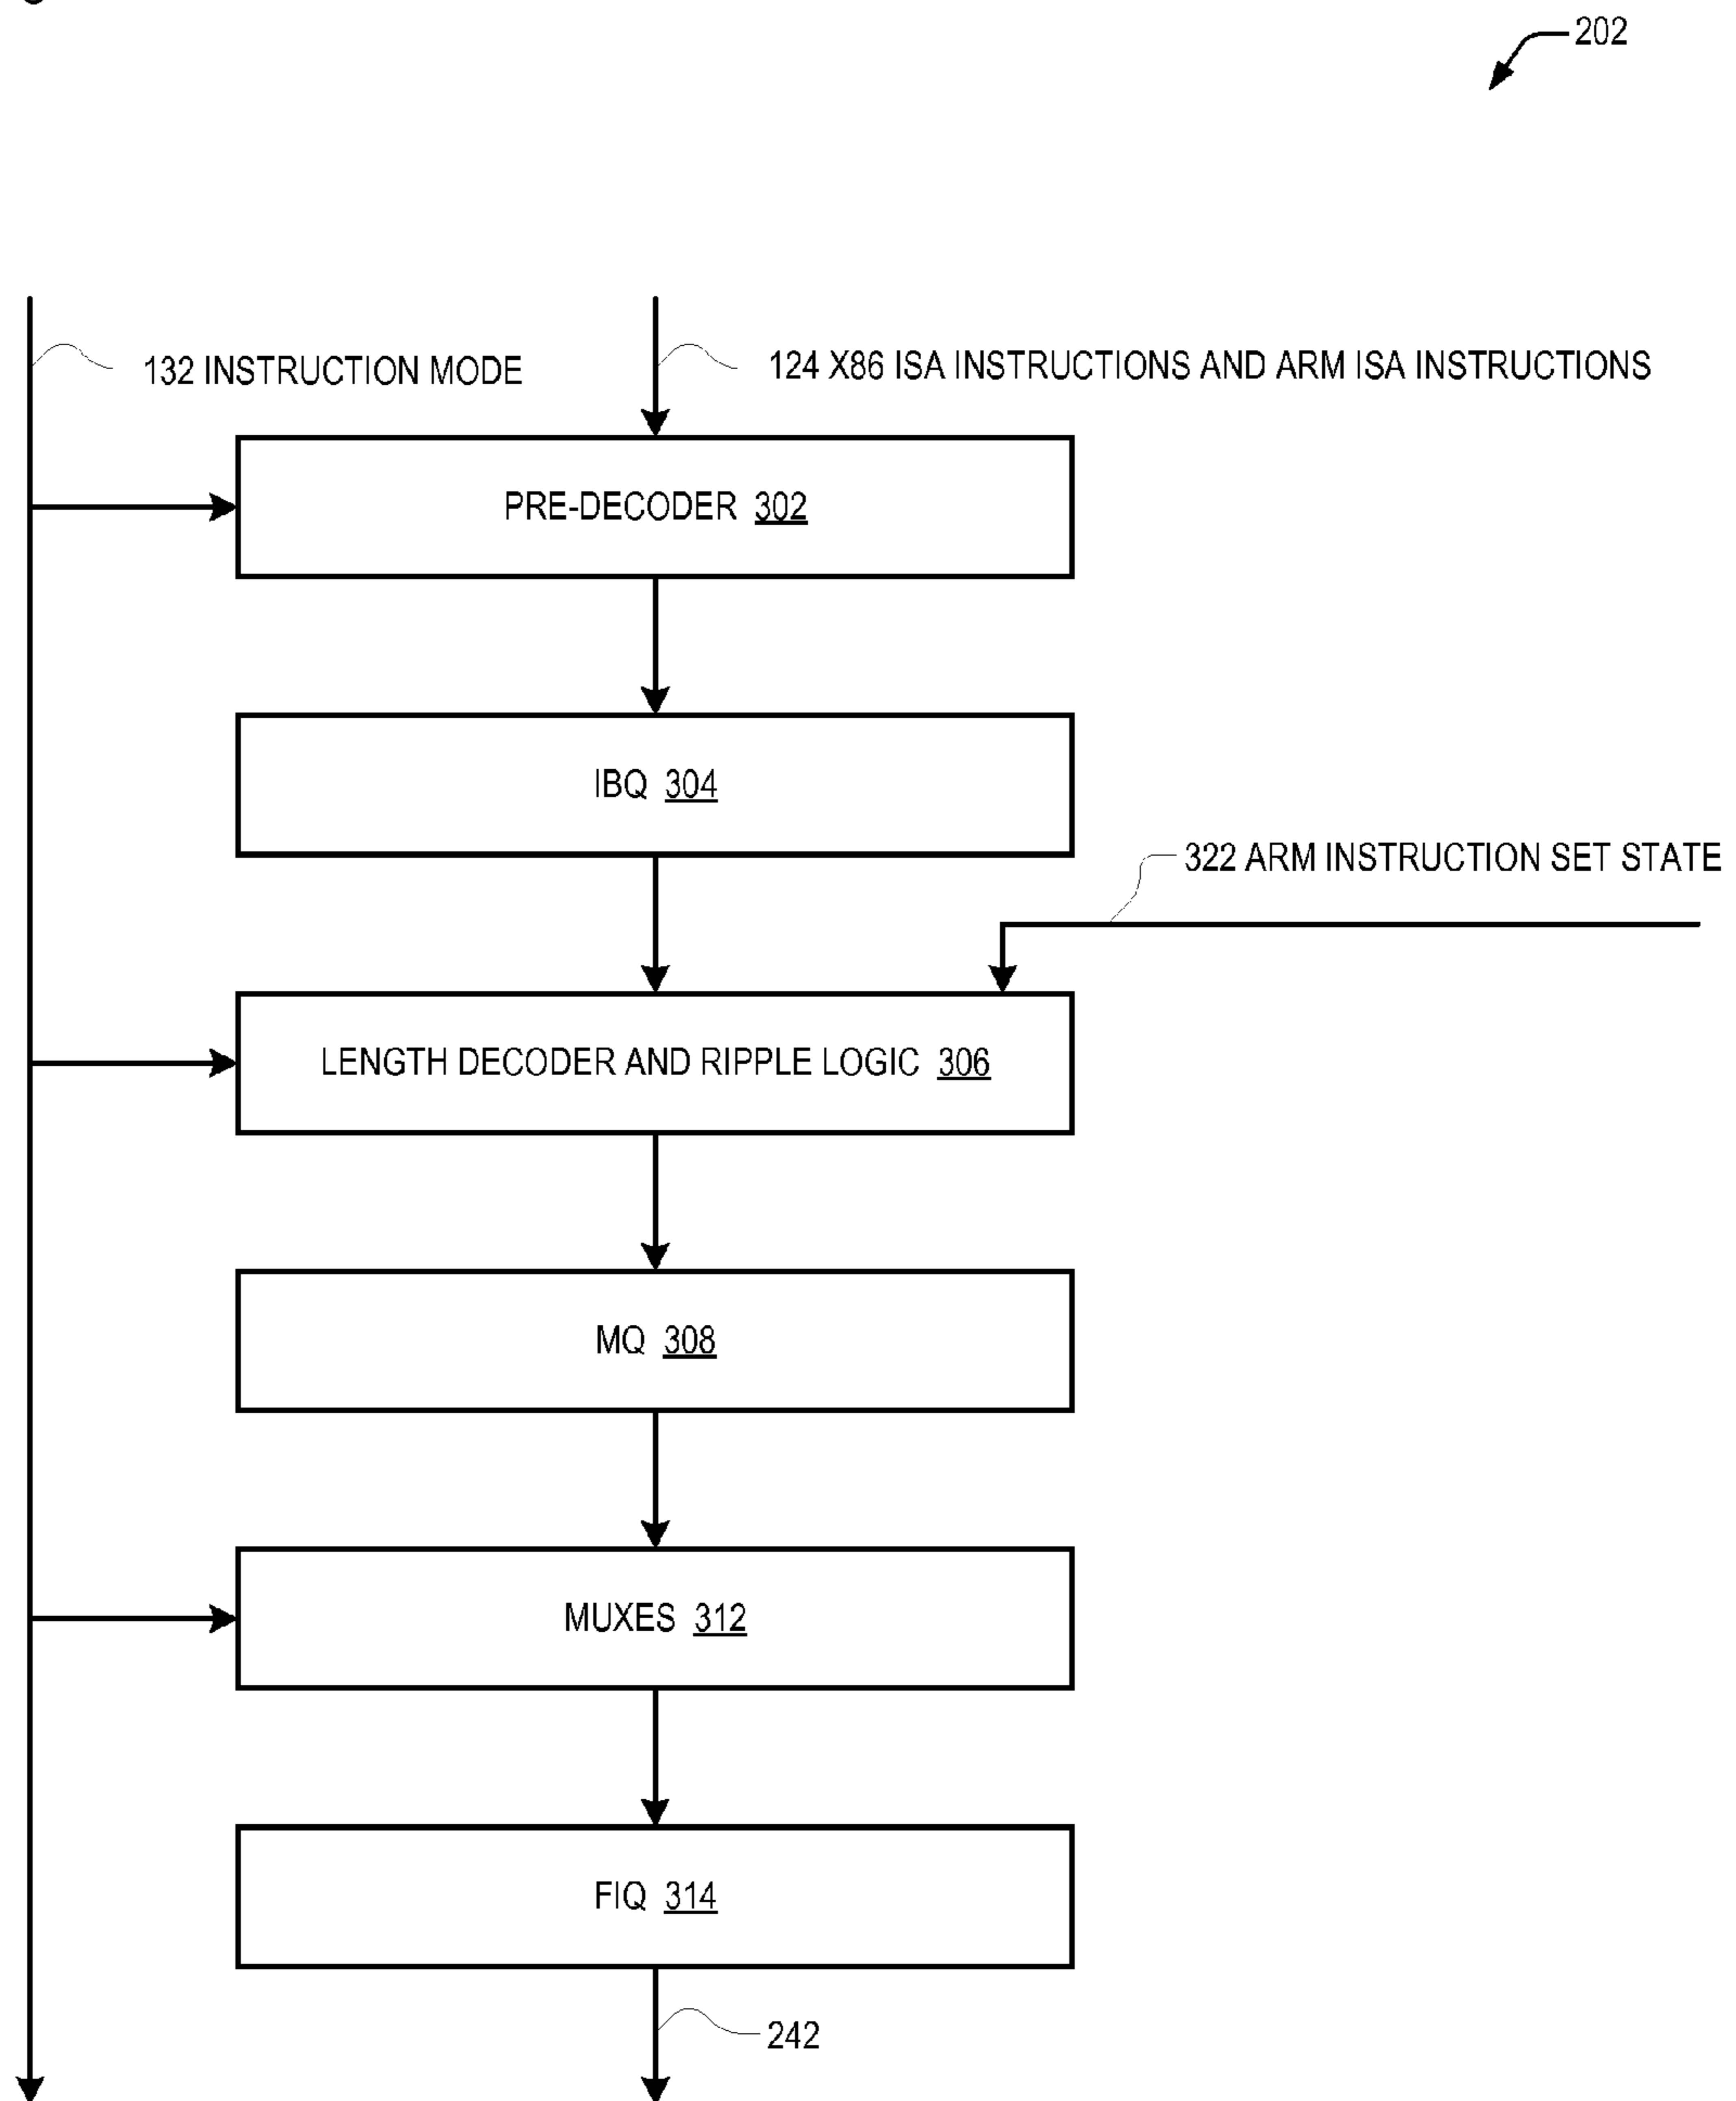 202
132 INSTRUCTION MODE
124 X86 ISA INSTRUCTIONS AND ARM ISA INSTRUCTIONS
PRE-DECODER 302
IBQ 304
322 ARM INSTRUCTION SET STATE
LENGTH DECODER AND RIPPLE LOGIC 306
MQ 308
MUXES 312
FIQ 314
242